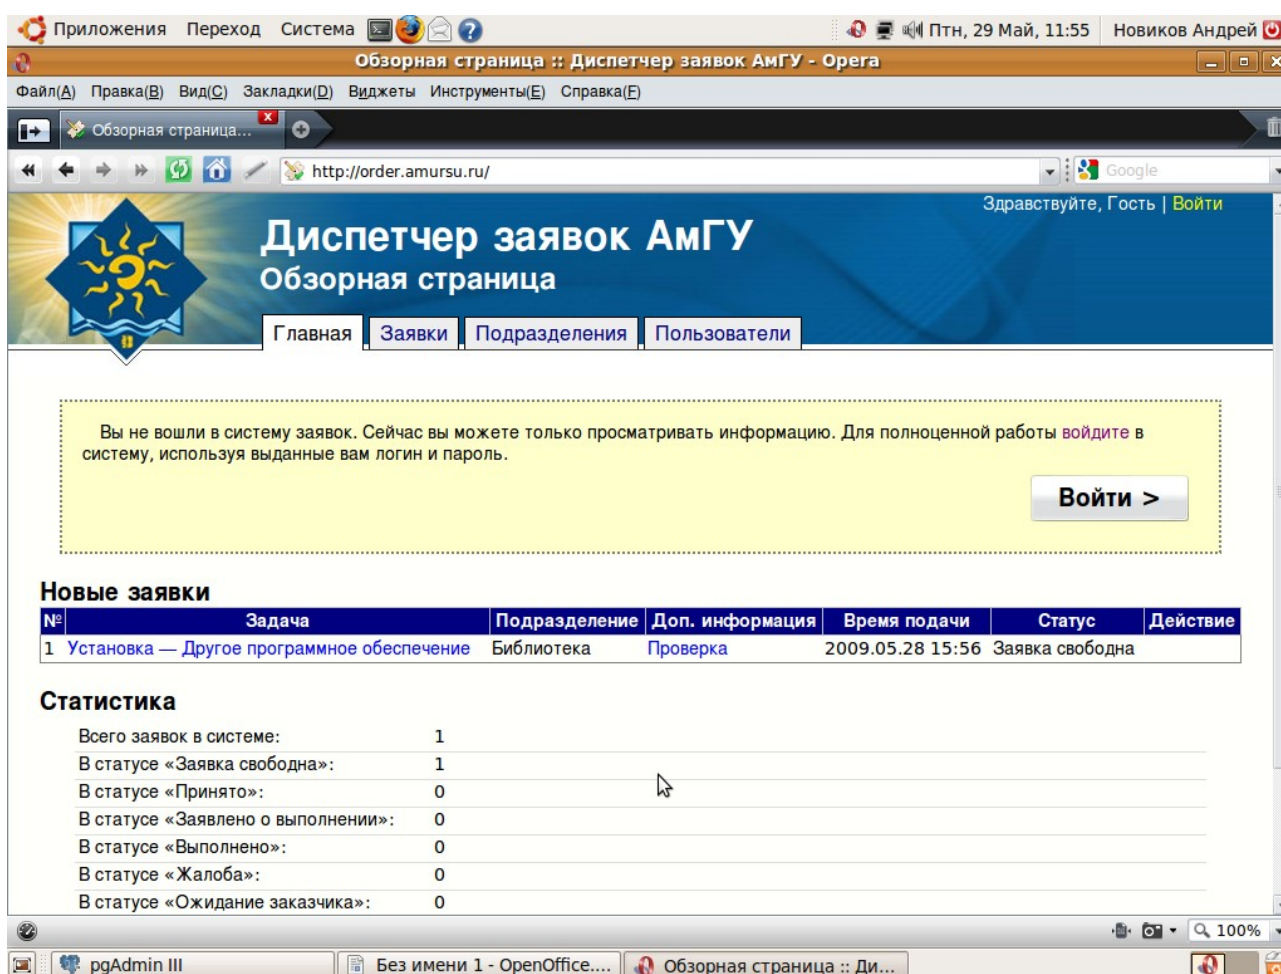 Приложения Переход Система Птн, 29 Май, 11:55 Новиков Андрей
Обзорная страница :: Диспетчер заявок АмГУ - Opera
Файл(A) Правка(B) Вид(C) Закладки(D) Виджеты Инструменты(E) Справка(F)
Обзорная страница...
http://order.amursu.ru/ Google
Здравствуйте, Гость | Войти
Диспетчер заявок АмГУ
Обзорная страница
Главная Заявки Подразделения Пользователи
Вы не вошли в систему заявок. Сейчас вы можете только просматривать информацию. Для полноценной работы войдите в
систему, используя выданные вам логин и пароль.
Войти >
Новые заявки
№ Задача Подразделение Доп. информация Время подачи Статус Действие
1 Установка — Другое программное обеспечение Библиотека Проверка 2009.05.28 15:56 Заявка свободна
Статистика
Всего заявок в системе: 1
В статусе «Заявка свободна»: 1
В статусе «Принято»: 0
В статусе «Заявлено о выполнении»: 0
В статусе «Выполнено»: 0
В статусе «Жалоба»: 0
В статусе «Ожидание заказчика»: 0
100%
pgAdmin III Без имени 1 - OpenOffice.... Обзорная страница :: Ди...